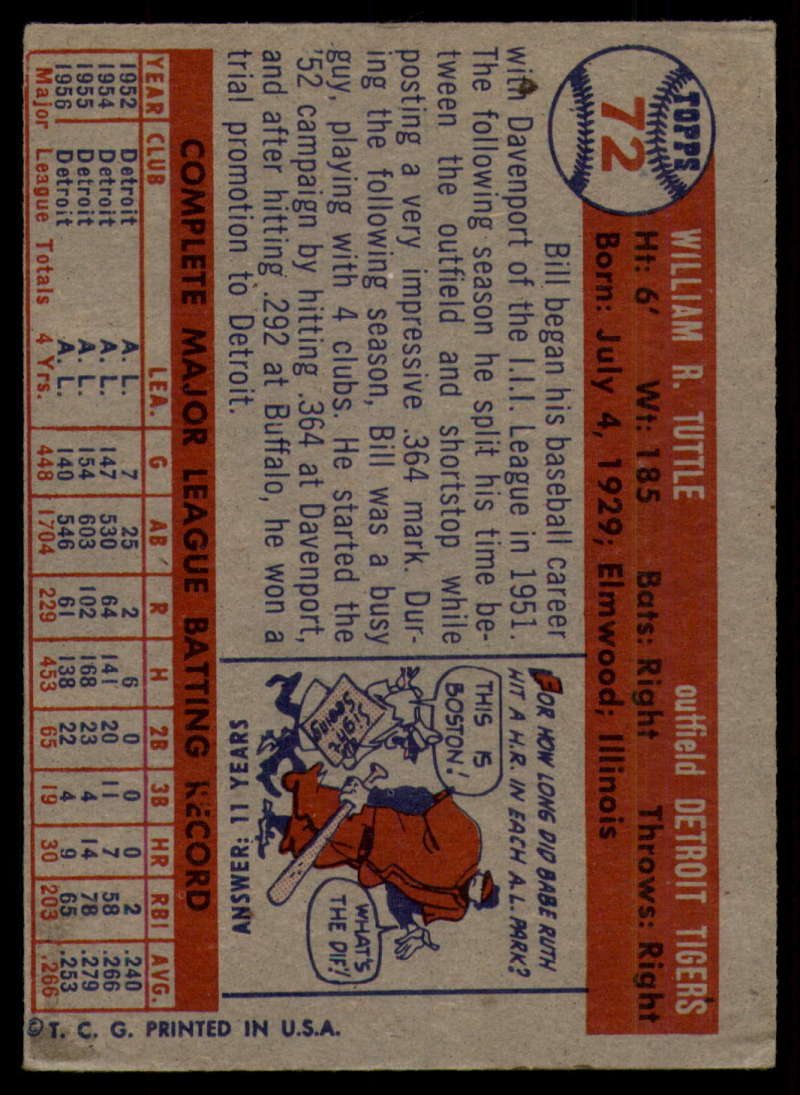 TOPPS
72
WILLIAM R. TUTTLE outfield DETROIT TIGERS
Ht: 6' Wt: 185 Bats: Right Throws: Right
Born: July 4, 1929; Elmwood; Illinois
Bill began his baseball career
with Davenport of the I.I.I. League in 1951.
The following season he split his time be-
tween the outfield and shortstop while
posting a very impressive .364 mark. Dur-
ing the following season, Bill was a busy
guy, playing with 4 clubs. He started the
'52 campaign by hitting .364 at Davenport,
and after hitting .292 at Buffalo, he won a
trial promotion to Detroit.
FOR HOW LONG DID BABE RUTH
HIT A H.R. IN EACH A.L. PARK?
THIS IS
BOSTON!
WHAT'S
THE DIF!
Sight
Seeing
ANSWER: 11 YEARS
COMPLETE MAJOR LEAGUE BATTING RECORD
YEAR CLUB LEA. G AB R H 2B 3B HR RBI AVG.
1952 Detroit A. L. 7 25 2 6 0 0 0 2 .240
1954 Detroit A. L. 147 530 64 141 20 11 7 58 .266
1955 Detroit A. L. 154 603 102 168 23 4 14 78 .279
1956 Detroit A. L. 140 546 61 138 22 4 9 65 .253
Major League Totals 4 Yrs. 448 1704 229 453 65 19 30 203 .266
© T. C. G. PRINTED IN U.S.A.